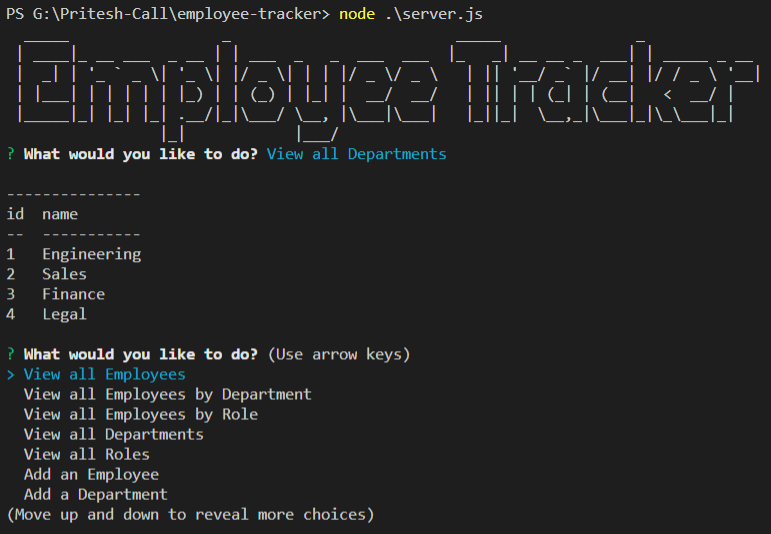 PS G:\Pritesh-Call\employee-tracker> node .\server.js
Employee Tracker
? What would you like to do? View all Departments
---------------
id  name
--  -----------
1   Engineering
2   Sales
3   Finance
4   Legal
? What would you like to do? (Use arrow keys)
> View all Employees
  View all Employees by Department
  View all Employees by Role
  View all Departments
  View all Roles
  Add an Employee
  Add a Department
(Move up and down to reveal more choices)